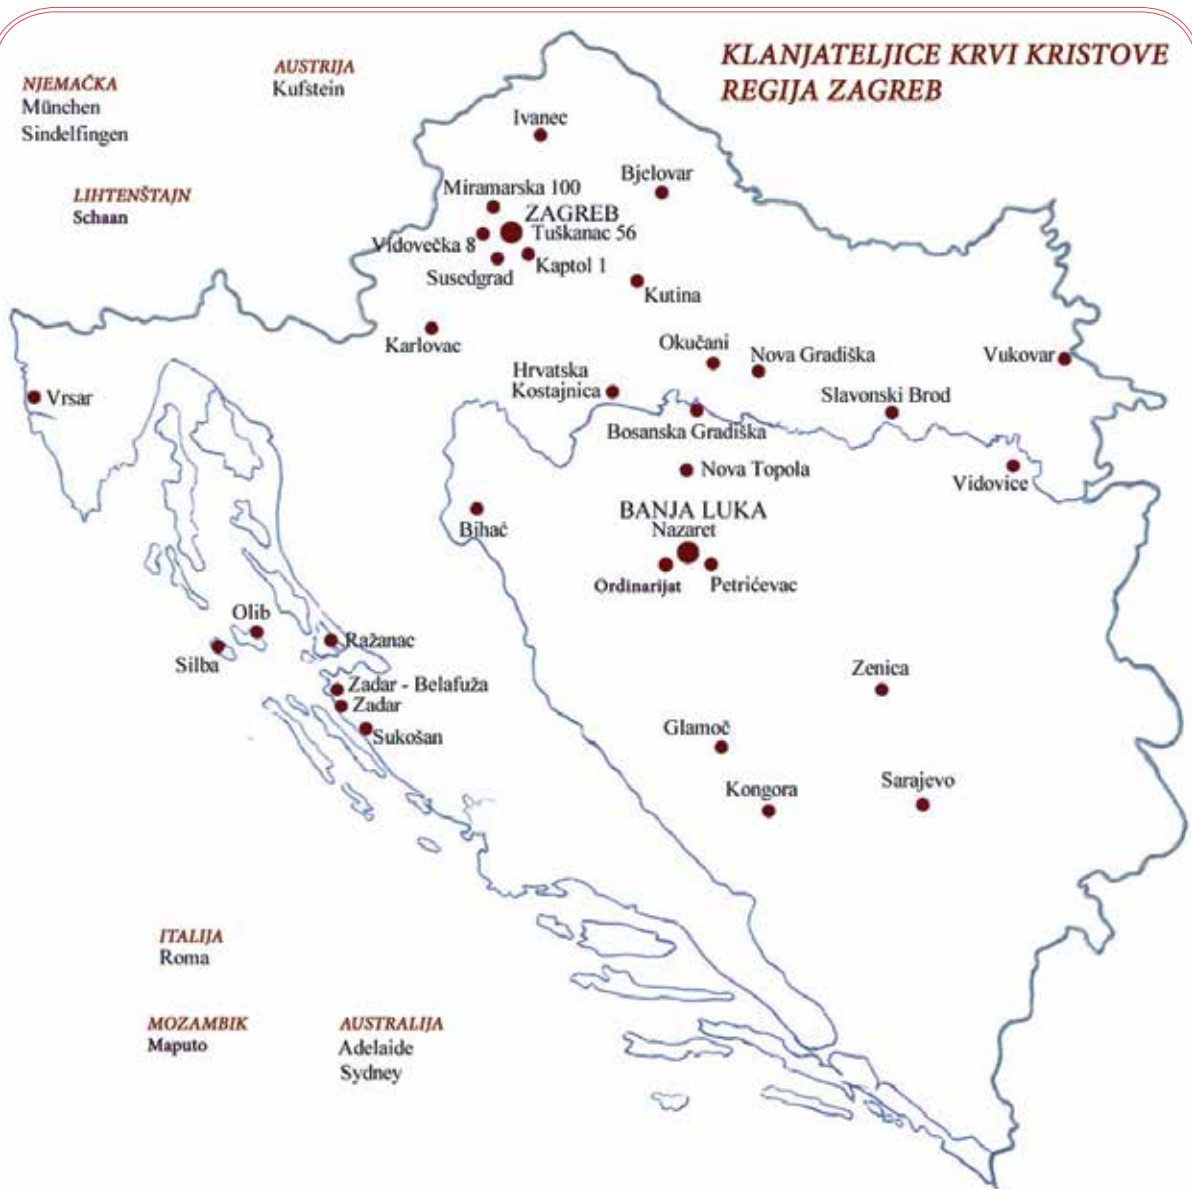 KLANJATELJICE KRVI KRISTOVE
REGIJA ZAGREB
NJEMAČKA
München
Sindelfingen
AUSTRIJA
Kufstein
LIHTENŠTAJN
Schaan
Ivanec
Bjelovar
Miramarska 100
ZAGREB
Tuškanac 56
Vidovečka 8
Kaptol 1
Susedgrad
Kutina
Karlovac
Okučani
Nova Gradiška
Vukovar
Hrvatska
Kostajnica
Slavonski Brod
Vrsar
Bosanska Gradiška
Nova Topola
Vidovice
BANJA LUKA
Nazaret
Bihać
Ordinarijat
Petrićevac
Olib
Silba
Ražanac
Zadar - Belafuža
Zadar
Sukošan
Zenica
Glamoč
Kongora
Sarajevo
ITALIJA
Roma
MOZAMBIK
Maputo
AUSTRALIJA
Adelaide
Sydney